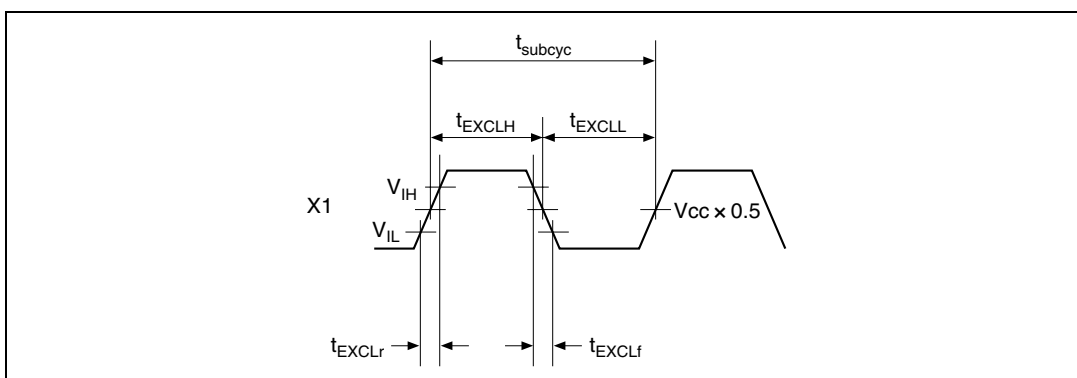 tsubcyc
tEXCLH
tEXCLL
VIH
X1
Vcc × 0.5
VIL
tEXCLr
tEXCLf